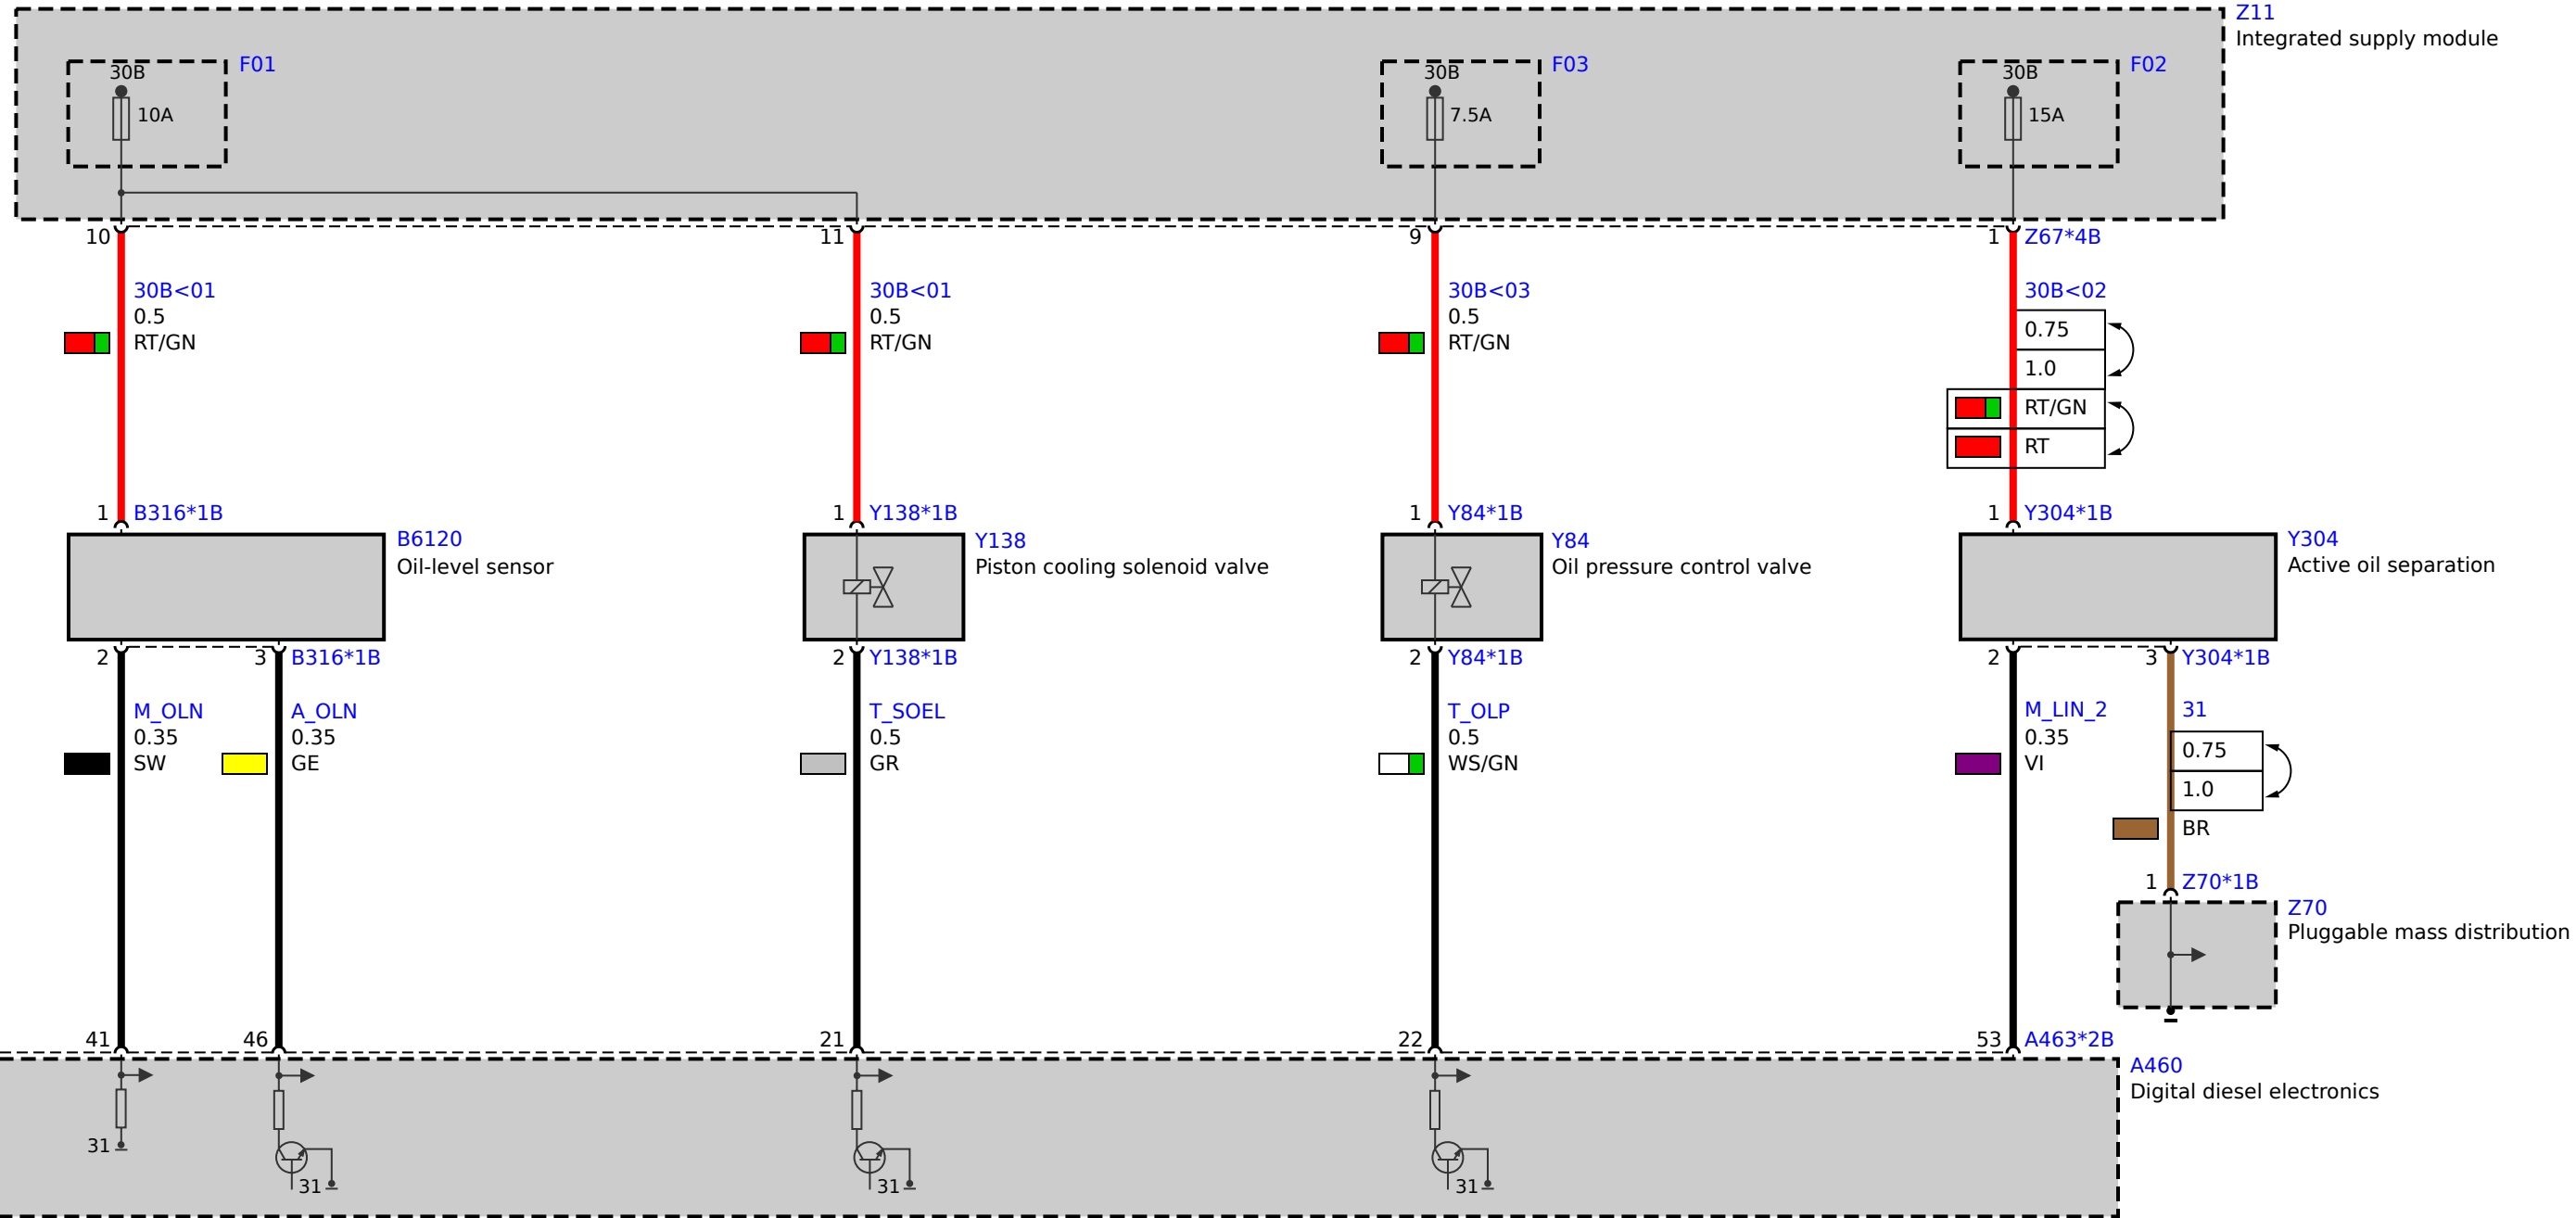 Z11
Integrated supply module
F01
30B
10A
F03
30B
7.5A
F02
30B
15A
10
11
9
1 Z67*4B
30B<01
0.5
RT/GN
30B<01
0.5
RT/GN
30B<03
0.5
RT/GN
30B<02
0.75
1.0
RT/GN
RT
1 B316*1B
1 Y138*1B
1 Y84*1B
1 Y304*1B
B6120
Oil-level sensor
Y138
Piston cooling solenoid valve
Y84
Oil pressure control valve
Y304
Active oil separation
2
3 B316*1B
2 Y138*1B
2 Y84*1B
2
3 Y304*1B
M_OLN
0.35
SW
A_OLN
0.35
GE
T_SOEL
0.5
GR
T_OLP
0.5
WS/GN
M_LIN_2
0.35
VI
31
0.75
1.0
BR
1 Z70*1B
Z70
Pluggable mass distribution
41
46
21
22
53 A463*2B
A460
Digital diesel electronics
31
31
31
31